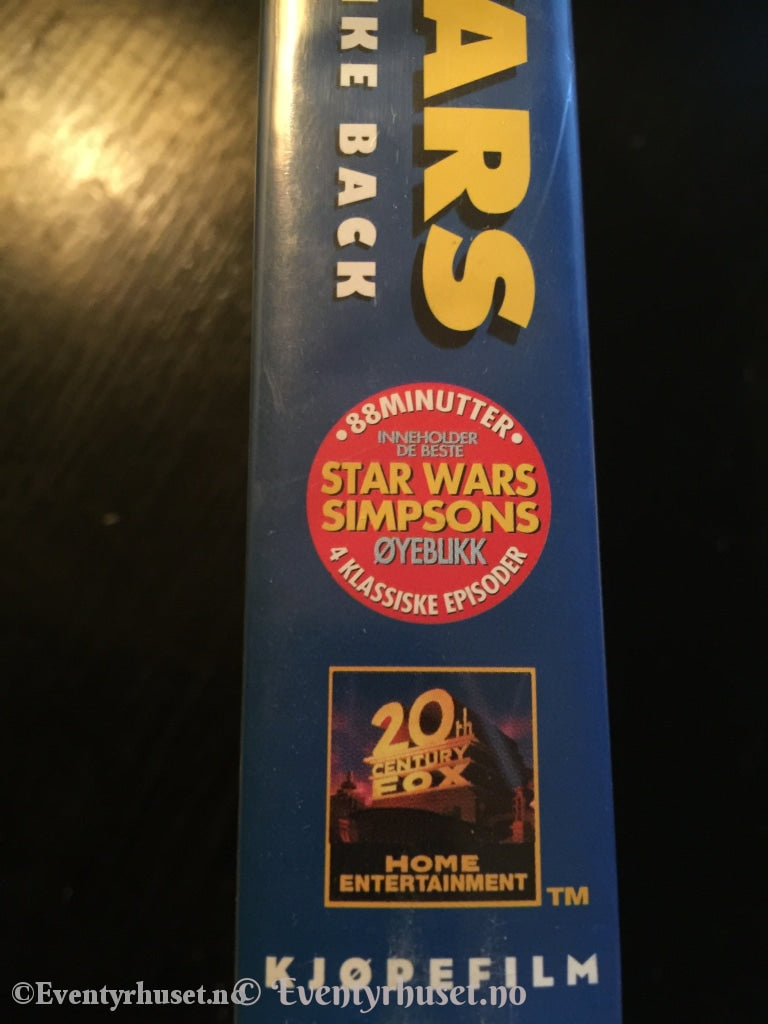 ARS
IKE BACK
•88MINUTTER•
INNEHOLDER
DE BESTE
STAR WARS
SIMPSONS
ØYEBLIKK
4 KLASSISKE EPISODER
20th
CENTURY
FOX
HOME
ENTERTAINMENT
TM
KJØPEFILM
©Eventyrhuset.no © Eventyrhuset.no